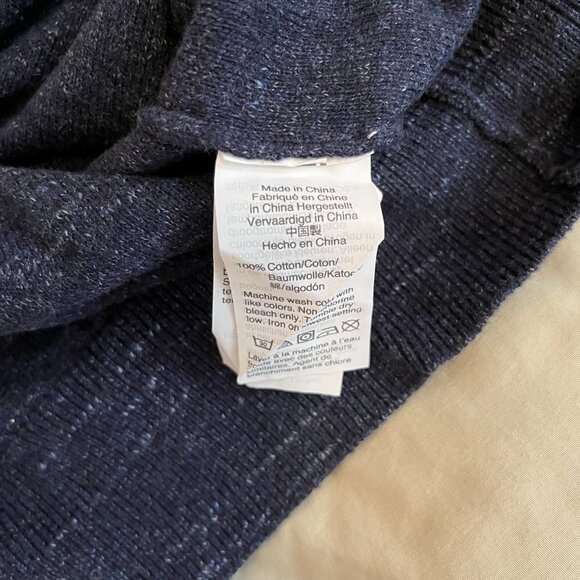 Made in China
Fabriqué en Chine
in China Hergestellt
Vervaardigd in China
中国製
Hecho en China
100% Cotton/Coton/
Baumwolle/Katoen
綿/algodón
Machine wash cold with
like colors. Non chlorine
bleach only. Tumble dry
low. Iron on lowest setting.
Laver à la machine à l'eau
froide avec des couleurs
similaires. Agent de
blanchiment sans chlore